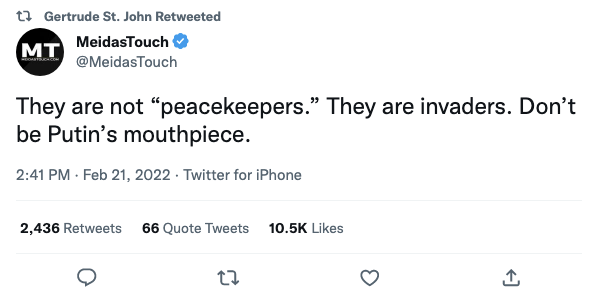 Gertrude St. John Retweeted
MT
MEIDASTOUCH.COM
MeidasTouch
@MeidasTouch
They are not “peacekeepers.” They are invaders. Don’t
be Putin’s mouthpiece.
2:41 PM · Feb 21, 2022 · Twitter for iPhone
2,436 Retweets 66 Quote Tweets 10.5K Likes